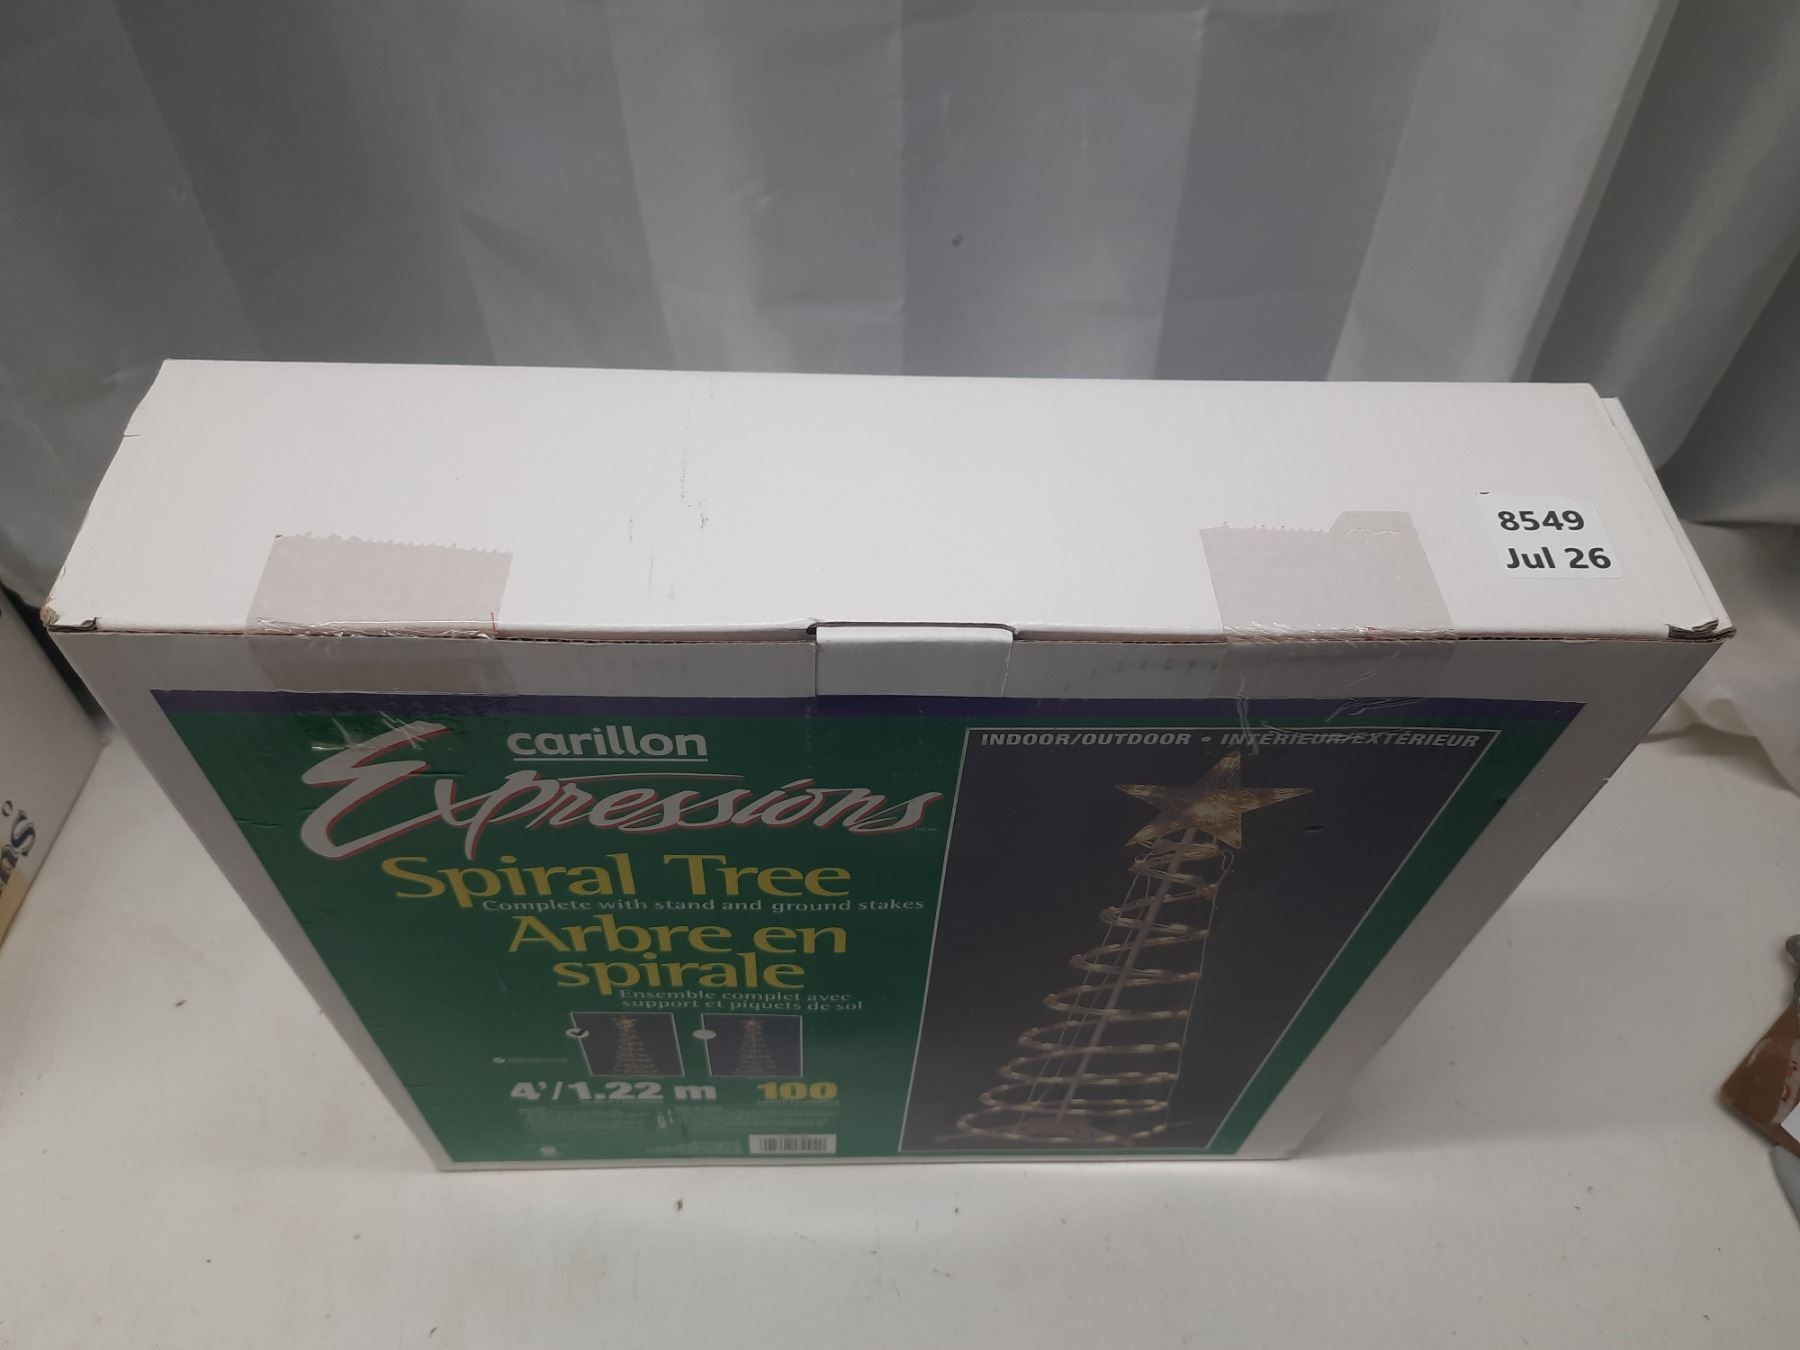 8549
Jul 26
carillon
Expressions
INDOOR/OUTDOOR • INTÉRIEUR/EXTÉRIEUR
Spiral Tree
Complete with stand and ground stakes
Arbre en
spirale
Ensemble complet avec
support et piquets de sol
4'/1.22 m
100